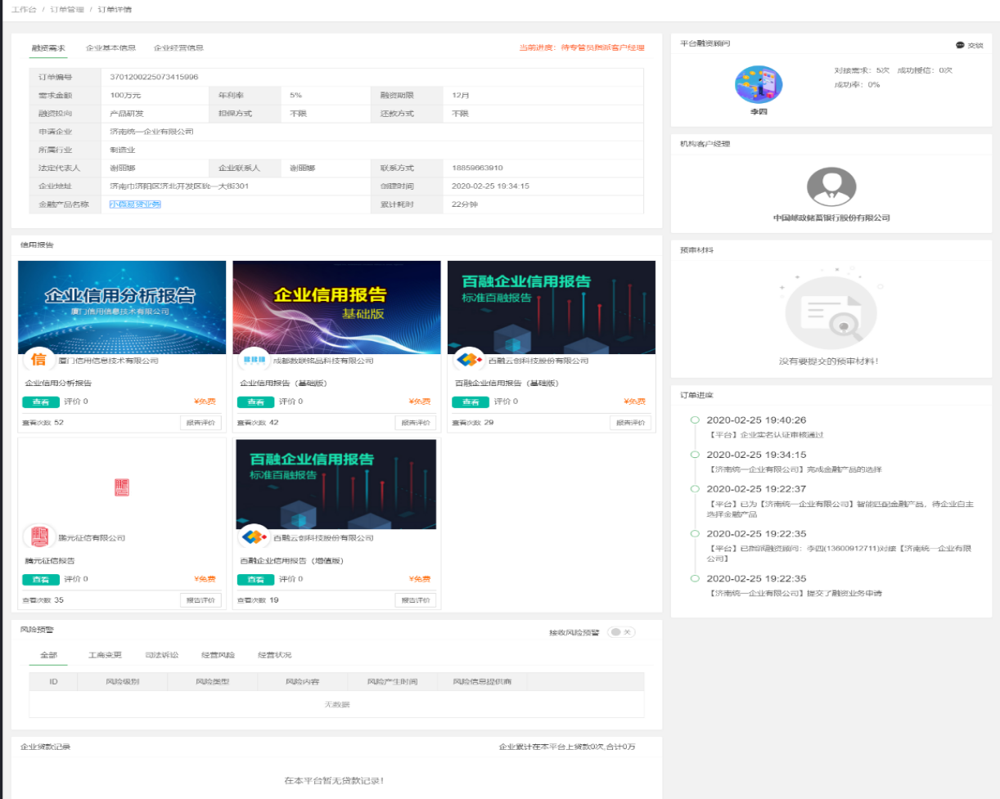 工作台 / 订单管理 / 订单详情
融资需求 企业基本信息 企业经营信息 当前进度：待专管员指派客户经理
订单编号 3701200225073415996
需求金额 100万元 年利率 5% 融资期限 12月
融资投向 产品研发 担保方式 不限 还款方式 不限
申请企业 济南统一企业有限公司
所属行业 制造业
法定代表人 谢丽娜 企业联系人 谢丽娜 联系方式 18859663910
企业地址 济南市济阳区济北开发区统一大街301 创建时间 2020-02-25 19:34:15
金融产品名称 小微易贷业务 累计耗时 22分钟
信用报告
企业信用分析报告
厦门信用信息技术有限公司
信 厦门信用信息技术有限公司
企业信用分析报告
查看 评价 0 ¥免费
查看次数 52 报告评价
企业信用报告
基础版
成都数联铭品科技有限公司
企业信用报告（基础版）
查看 评价 0 ¥免费
查看次数 42 报告评价
百融企业信用报告
标准百融报告
百融云创科技股份有限公司
百融企业信用报告（基础版）
查看 评价 0 ¥免费
查看次数 29 报告评价
鹏元征信有限公司
鹏元征信报告
查看 评价 0 ¥免费
查看次数 35 报告评价
百融企业信用报告
标准百融报告
百融云创科技股份有限公司
百融企业信用报告（增值版）
查看 评价 0 ¥免费
查看次数 19 报告评价
风险预警 接收风险预警 关
全部 工商变更 司法诉讼 经营风险 经营状况
ID 风险级别 风险类型 风险内容 风险产生时间 风险信息提供商
无数据
企业贷款记录 企业累计在本平台上贷款0次,合计0万
在本平台暂无贷款记录!
平台融资顾问 交谈
对接需求：5次 成功授信：0次
成功率：0%
李四
机构客户经理
中国邮政储蓄银行股份有限公司
预审材料
没有要提交的预审材料!
订单进度
2020-02-25 19:40:26
【平台】企业实名认证审核通过
2020-02-25 19:34:15
【济南统一企业有限公司】完成金融产品的选择
2020-02-25 19:22:37
【平台】已为【济南统一企业有限公司】智能匹配金融产品，待企业自主
选择金融产品
2020-02-25 19:22:35
【平台】已指派融资顾问：李四(13600912711)对接【济南统一企业有限
公司】
2020-02-25 19:22:35
【济南统一企业有限公司】提交了融资业务申请